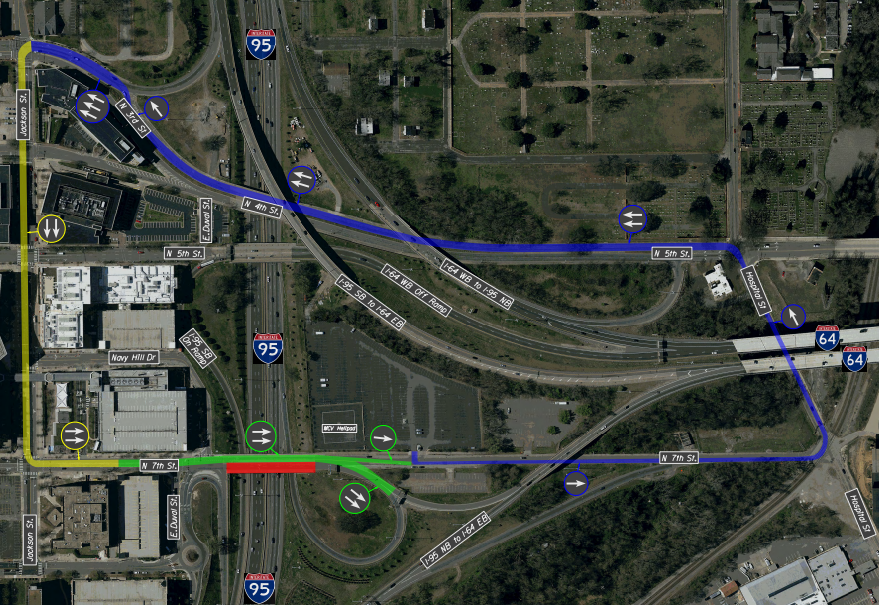 INTERSTATE
95
Jackson St.
N 3rd St.
N 4th St.
E.Duval St.
N 5th St.
N 5th St.
I-64 WB to I-95 NB
I-64 WB Off Ramp
I-95 SB to I-64 EB
Hospital St
64
64
INTERSTATE
95
I-95 SB
On Ramp
Navy Hill Dr
MCV Helipad
N 7th St.
N 7th St.
Jackson St.
E.Duval St.
I-95 NB to I-64 EB
Hospital St
INTERSTATE
95